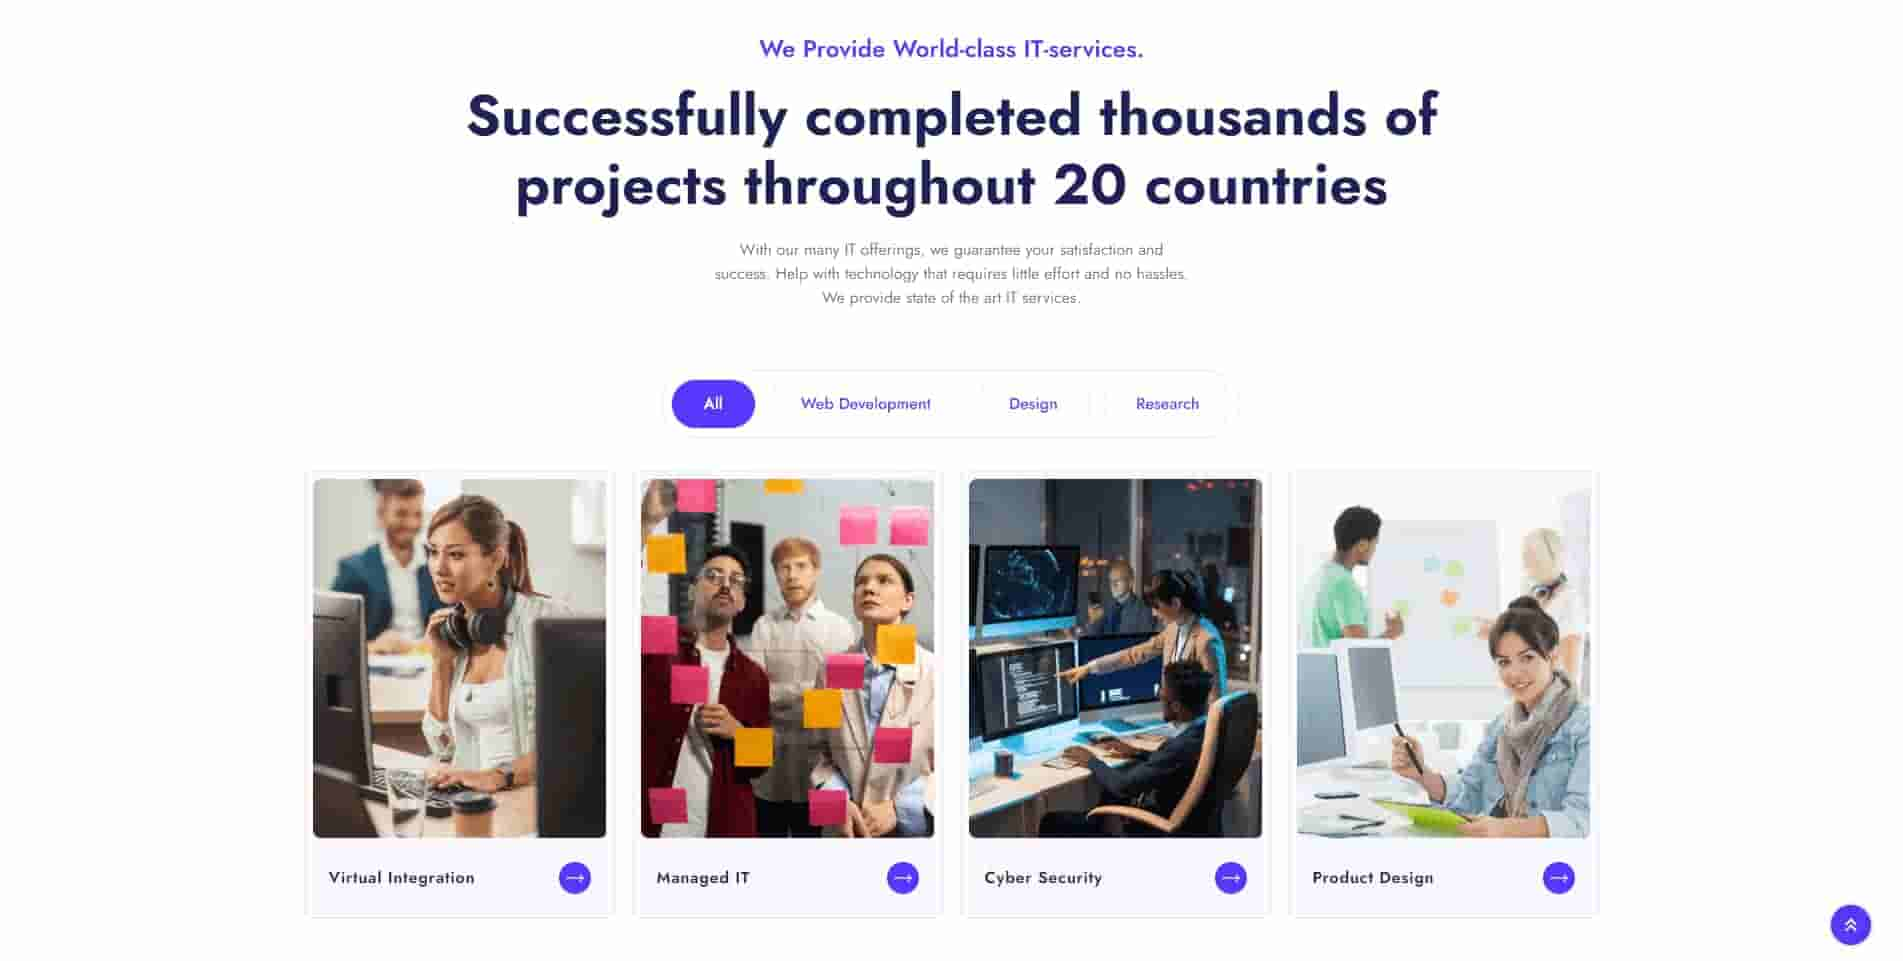 We Provide World-class IT-services.
Successfully completed thousands of
projects throughout 20 countries
With our many IT offerings, we guarantee your satisfaction and
success. Help with technology that requires little effort and no hassles.
We provide state of the art IT services.
All
Web Development
Design
Research
Virtual Integration
Managed IT
Cyber Security
Product Design